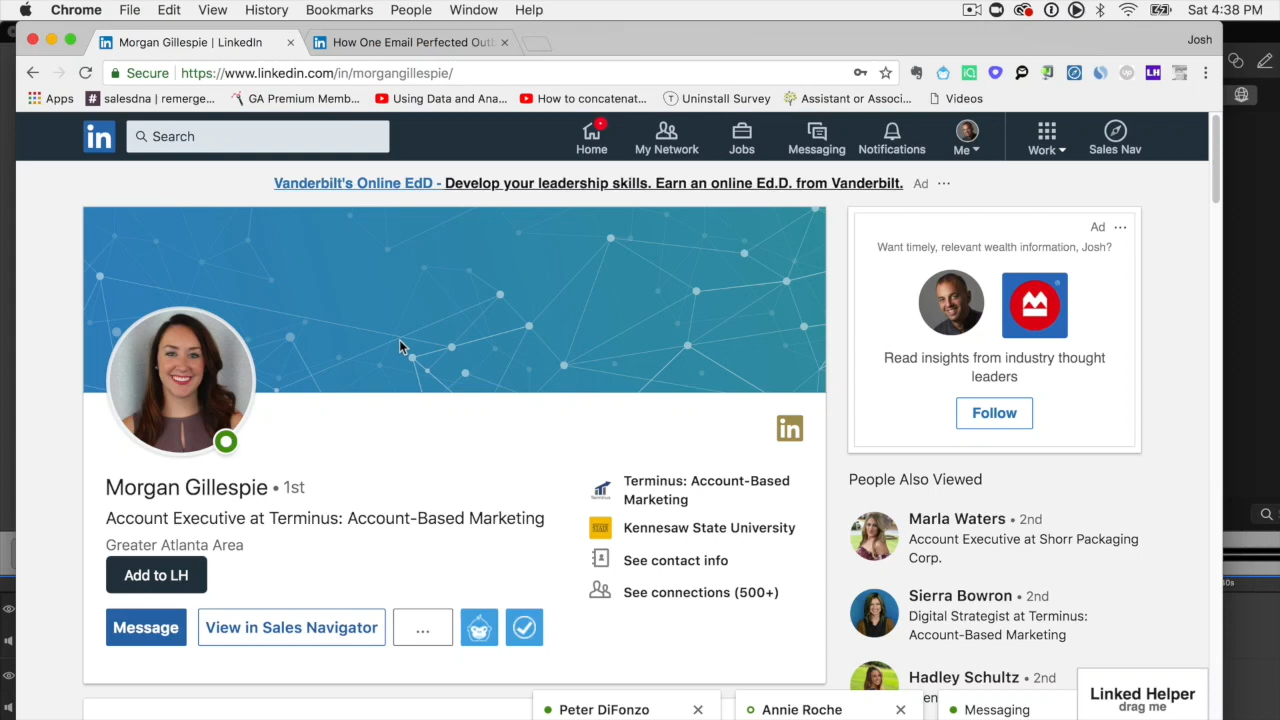 Chrome File Edit View History Bookmarks People Window Help Sat 4:38 PM
Morgan Gillespie | LinkedIn How One Email Perfected Outb Josh
Secure https://www.linkedin.com/in/morgangillespie/
Apps salesdna | remerge... GA Premium Memb... Using Data and Ana... How to concatenat... Uninstall Survey Assistant or Associ... Videos
in Search Home My Network Jobs Messaging Notifications Me Work Sales Nav
Vanderbilt's Online EdD - Develop your leadership skills. Earn an online Ed.D. from Vanderbilt. Ad ...
Ad ...
Want timely, relevant wealth information, Josh?
Read insights from industry thought
leaders
Follow
in
Morgan Gillespie • 1st
Account Executive at Terminus: Account-Based Marketing
Greater Atlanta Area
Add to LH
Message View in Sales Navigator ...
Terminus: Account-Based
Marketing
Kennesaw State University
See contact info
See connections (500+)
People Also Viewed
Marla Waters • 2nd
Account Executive at Shorr Packaging
Corp.
Sierra Bowron • 2nd
Digital Strategist at Terminus:
Account-Based Marketing
Hadley Schultz • 2nd
Linked Helper
drag me
Peter DiFonzo Annie Roche Messaging